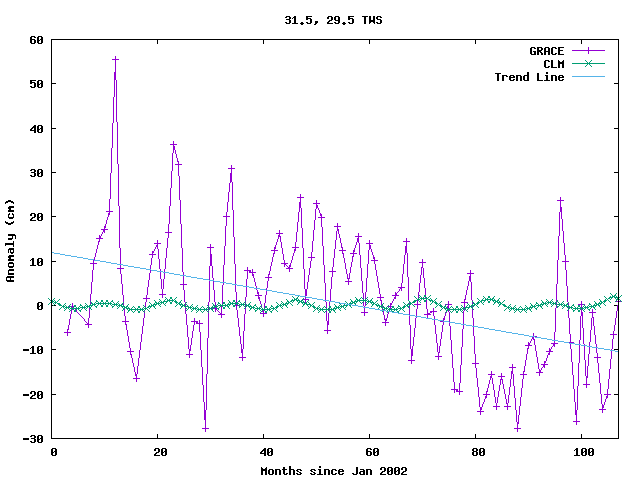 31.5, 29.5 TWS
60
50
40
30
20
10
0
-10
-20
-30
GRACE
CLM
Trend Line
Anomaly (cm)
0 20 40 60 80 100
Months since Jan 2002